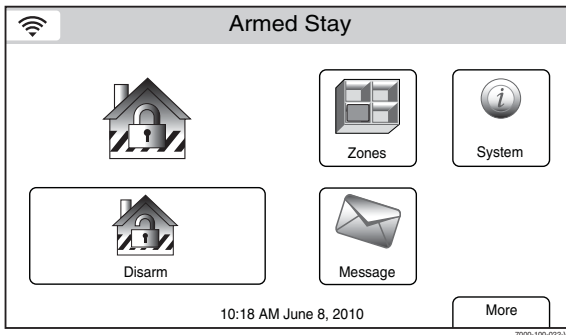 Armed Stay
Zones
System
Disarm
Message
10:18 AM June 8, 2010
More